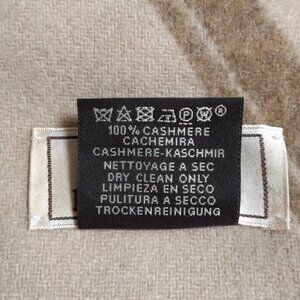 100% CASHMERE
CACHEMIRA
CASHMERE-KASCHMIR
NETTOYAGE A SEC
DRY CLEAN ONLY
LIMPIEZA EN SECO
PULITURA A SECCO
TROCKENREINIGUNG